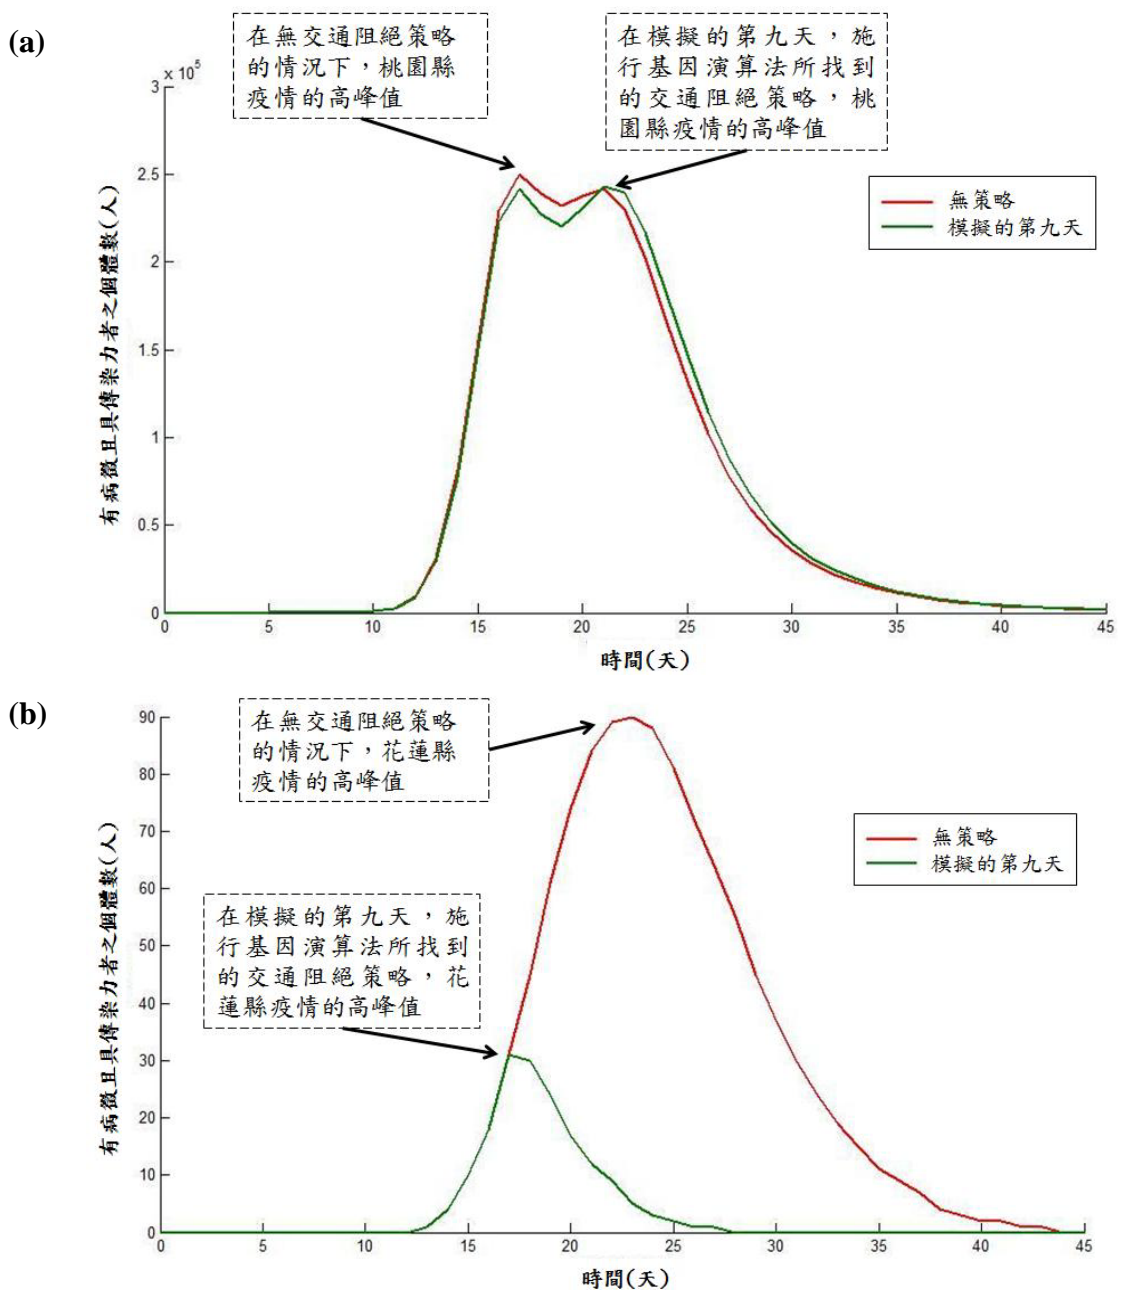 (a)
在無交通阻絕策略
的情況下，桃園縣
疫情的高峰值
在模擬的第九天，施
行基因演算法所找到
的交通阻絕策略，桃
園縣疫情的高峰值
x 10^5
3
2.5
2
1.5
1
0.5
0
有病徵且具傳染力者之個體數(人)
無策略
模擬的第九天
0 5 10 15 20 25 30 35 40 45
時間(天)
(b)
在無交通阻絕策略
的情況下，花蓮縣
疫情的高峰值
在模擬的第九天，施
行基因演算法所找到
的交通阻絕策略，花
蓮縣疫情的高峰值
90
80
70
60
50
40
30
20
10
0
有病徵且具傳染力者之個體數(人)
無策略
模擬的第九天
0 5 10 15 20 25 30 35 40 45
時間(天)